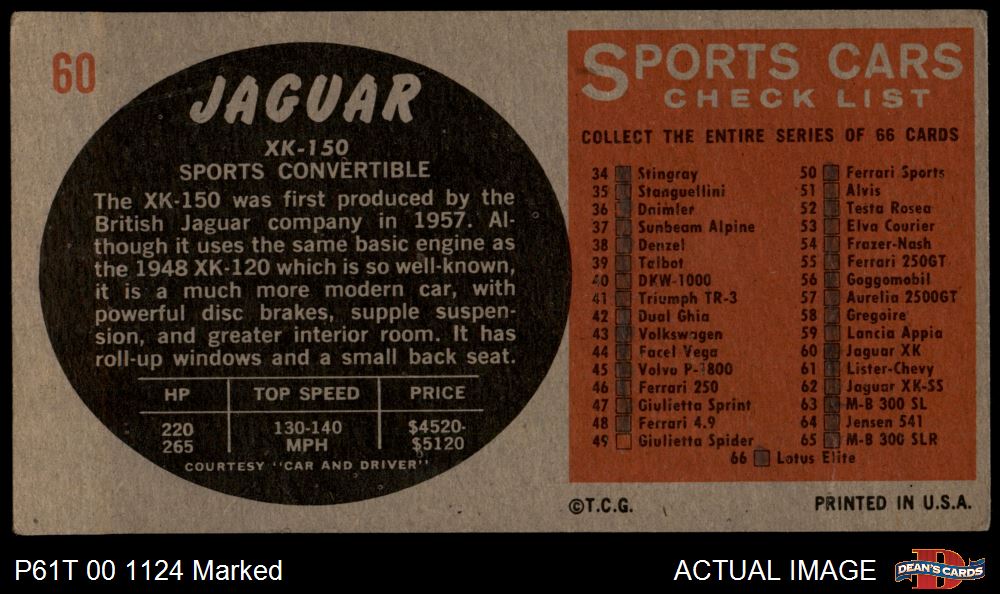 60
JAGUAR
XK-150
SPORTS CONVERTIBLE
The XK-150 was first produced by the
British Jaguar company in 1957. Al-
though it uses the same basic engine as
the 1948 XK-120 which is so well-known,
it is a much more modern car, with
powerful disc brakes, supple suspen-
sion, and greater interior room. It has
roll-up windows and a small back seat.
HP TOP SPEED PRICE
220 130-140 $4520-
265 MPH $5120
COURTESY "CAR AND DRIVER"
SPORTS CARS
CHECK LIST
COLLECT THE ENTIRE SERIES OF 66 CARDS
34 Stingray
35 Stanguellini
36 Daimler
37 Sunbeam Alpine
38 Denzel
39 Talbot
40 DKW-1000
41 Triumph TR-3
42 Dual Ghia
43 Volkswagen
44 Facel Vega
45 Volvo P-1800
46 Ferrari 250
47 Giulietta Sprint
48 Ferrari 4.9
49 Giulietta Spider
50 Ferrari Sports
51 Alvis
52 Testa Rosea
53 Elva Courier
54 Frazer-Nash
55 Ferrari 250GT
56 Goggomobil
57 Aurelia 2500GT
58 Gregoire
59 Lancia Appia
60 Jaguar XK
61 Lister-Chevy
62 Jaguar XK-SS
63 M-B 300 SL
64 Jensen 541
65 M-B 300 SLR
66 Lotus Elite
©T.C.G. PRINTED IN U.S.A.
P61T 00 1124 Marked ACTUAL IMAGE
D
DEAN'S CARDS